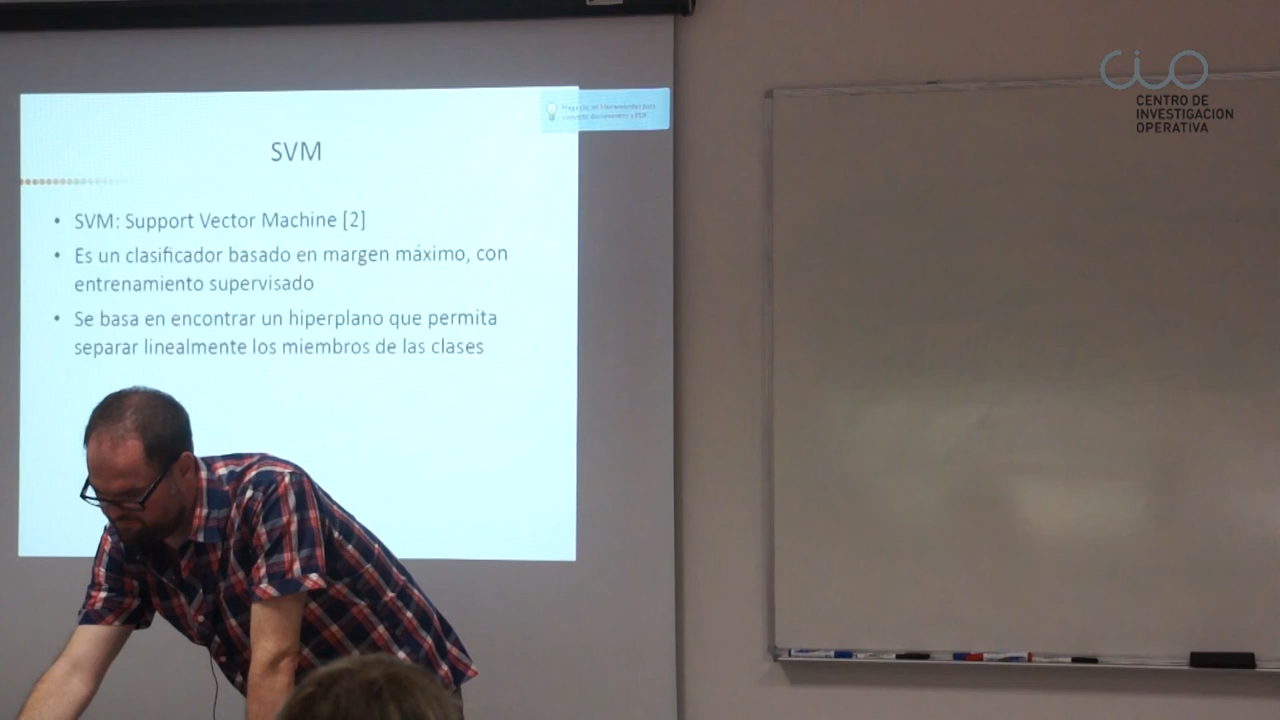 SVM
• SVM: Support Vector Machine [2]
• Es un clasificador basado en margen máximo, con
entrenamiento supervisado
• Se basa en encontrar un hiperplano que permita
separar linealmente los miembros de las clases
cio
CENTRO DE
INVESTIGACION
OPERATIVA